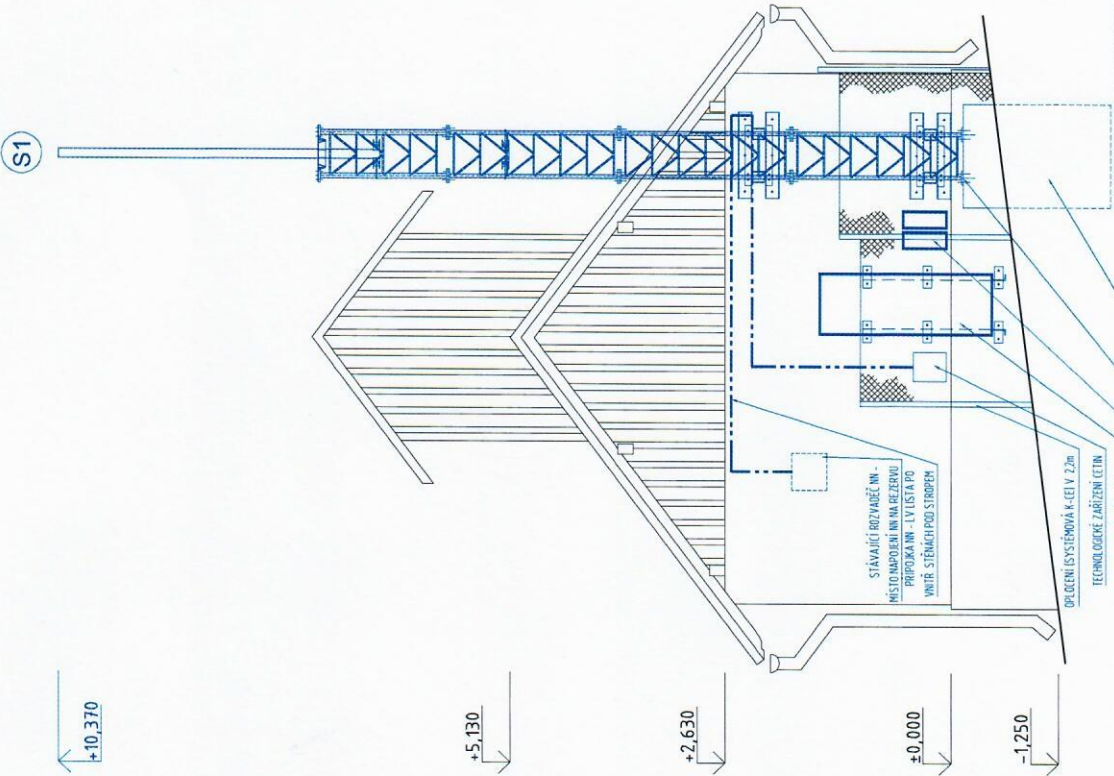 S1
+10,370
+5,130
+2,630
±0,000
-1,250
STÁVAJÍCÍ ROZVADĚČ NN -
MÍSTO NAPOJENÍ NN NA REZERVU
PŘÍPOJKA NN - LV LIŠTA PO
VNITŘ. STĚNÁCH POD STROPEM
OPLOCENÍ (SYSTÉMOVÁ K-CE) V. 2,2m
TECHNOLOGICKÉ ZAŘÍZENÍ CETIN